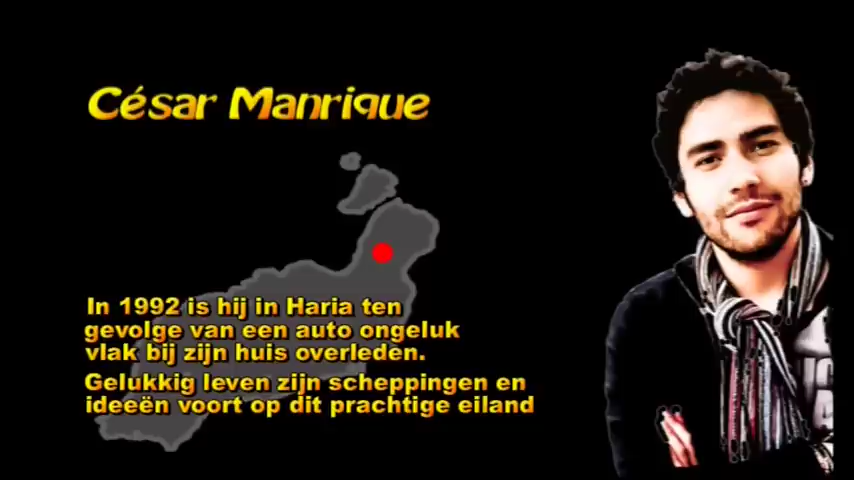 César Manrique
In 1992 is hij in Haria ten
gevolge van een auto ongeluk
vlak bij zijn huis overleden.
Gelukkig leven zijn scheppingen en
ideeën voort op dit prachtige eiland